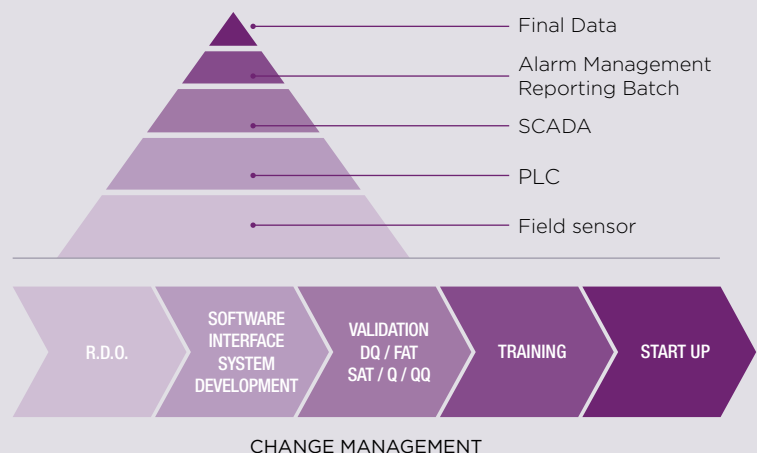 Final Data
Alarm Management
Reporting Batch
SCADA
PLC
Field sensor
R.D.O.
SOFTWARE
INTERFACE
SYSTEM
DEVELOPMENT
VALIDATION
DQ / FAT
SAT / Q / QQ
TRAINING
START UP
CHANGE MANAGEMENT